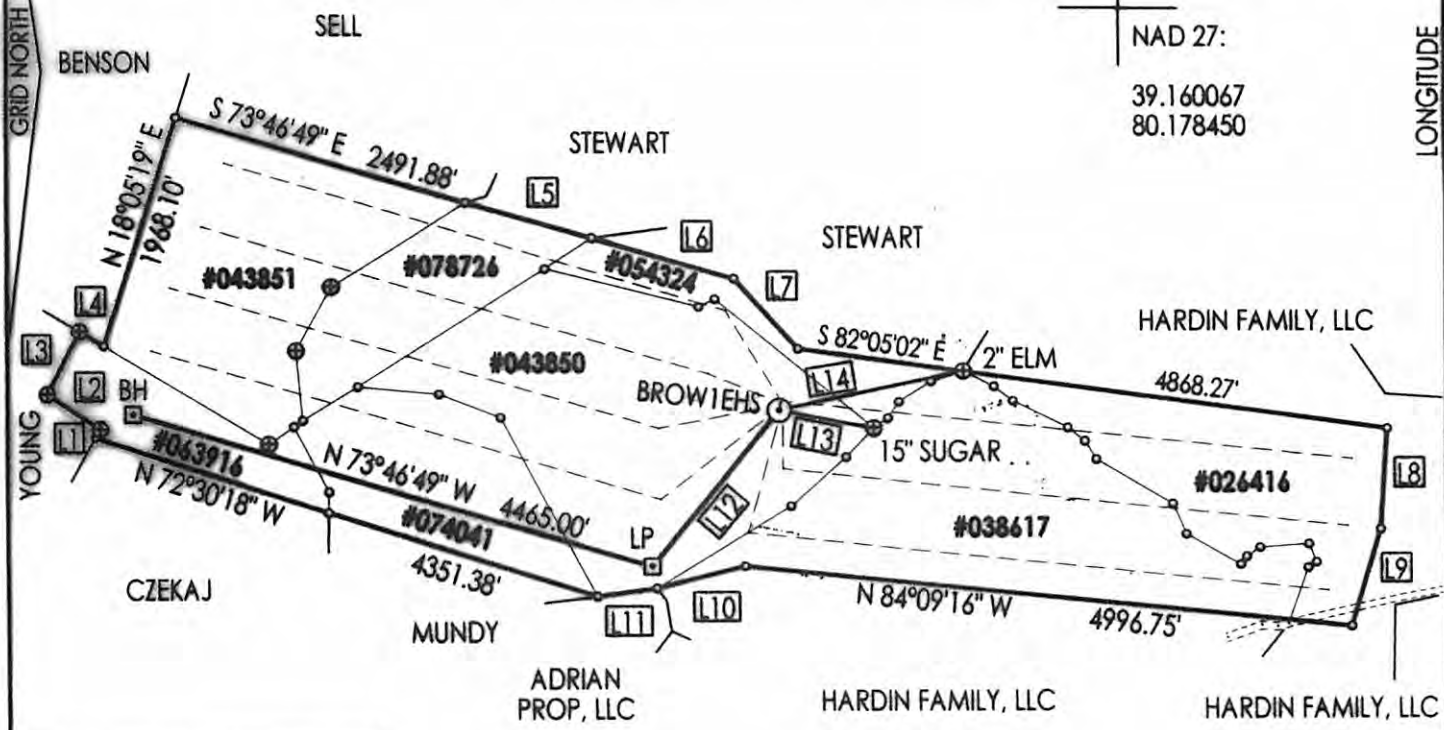 GRID NORTH
SELL
BENSON
NAD 27:
39.160067
80.178450
LONGITUDE
N 18°05'19" E
1968.10'
S 73°46'49" E 2491.88'
STEWART
L5
L6
STEWART
#043851
#078726
#054324
L7
L4
L3
L2
BH
#043850
S 82°05'02" E
2" ELM
HARDIN FAMILY, LLC
4868.27'
BROW1EHS
L14
L13
15" SUGAR
L1
YOUNG
#063916
N 73°46'49" W 4465.00'
N 72°30'18" W
4351.38'
#074041
L12
LP
#026416
#038617
L8
L9
CZEKAJ
MUNDY
L11
L10
N 84°09'16" W 4996.75'
ADRIAN
PROP, LLC
HARDIN FAMILY, LLC
HARDIN FAMILY, LLC